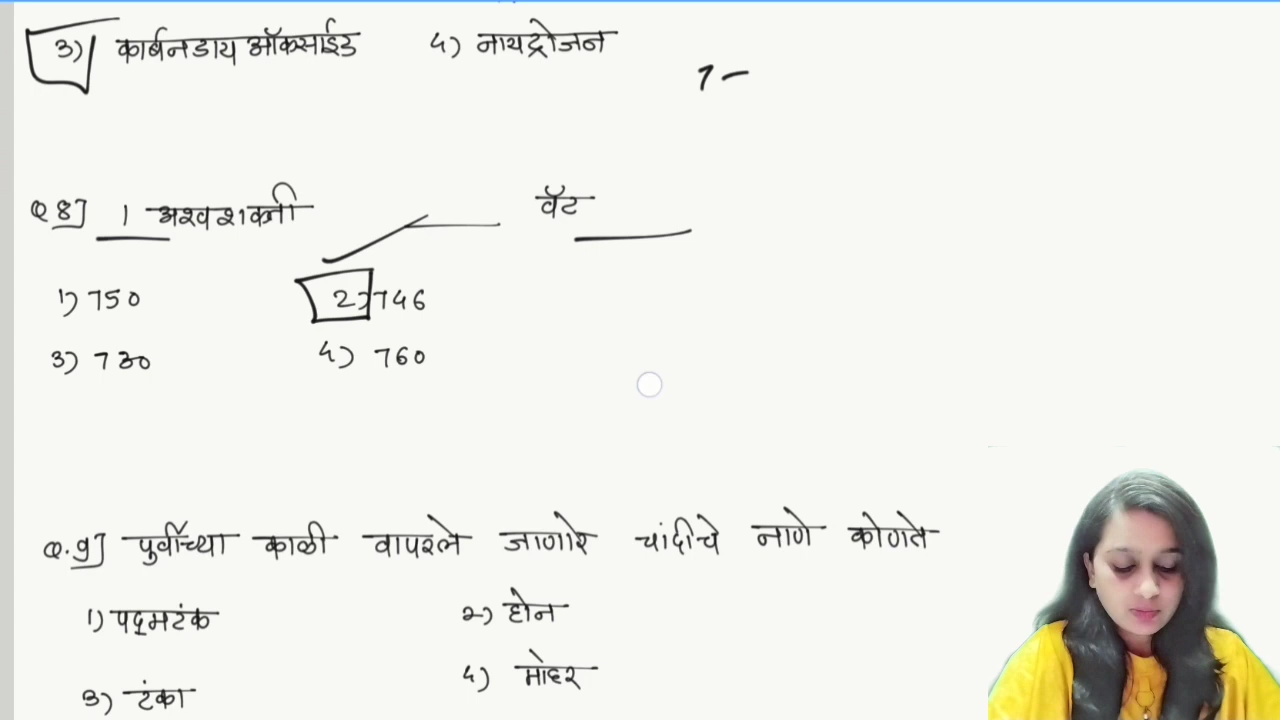 3) कार्बनडाय ऑक्साईड 4) नायट्रोजन
1 –
Q 8] 1 अश्वशक्ती वॅट
1) 750 2) 746
3) 730 4) 760
Q.9] पुर्वीच्या काळी वापरले जाणारे चांदीचे नाणे कोणते
1) पद्मटंक 2) होन
3) टंका 4) मोहर